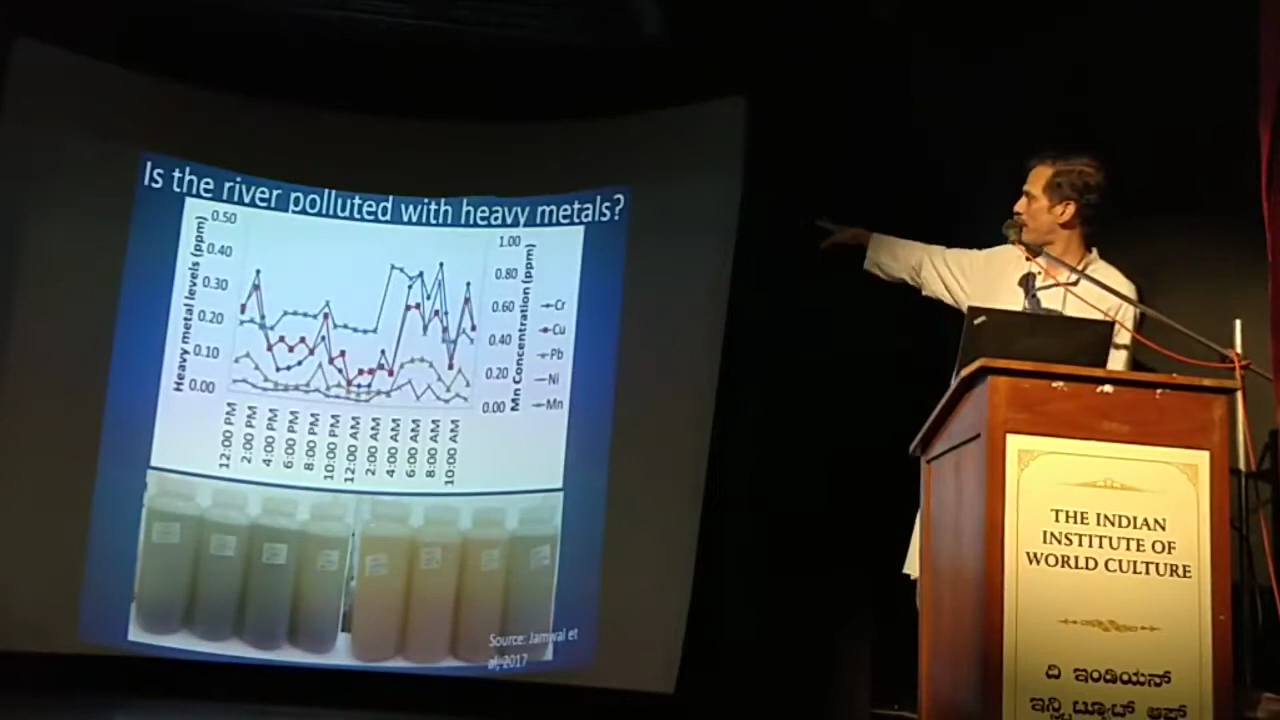 Is the river polluted with heavy metals?
Heavy metal levels (ppm)
0.50
0.40
0.30
0.20
0.10
0.00
1.00
0.80
0.60
0.40
0.20
0.00
Mn Concentration (ppm)
Cr
Cu
Pb
Ni
Mn
12:00 PM
2:00 PM
4:00 PM
6:00 PM
8:00 PM
10:00 PM
12:00 AM
2:00 AM
4:00 AM
6:00 AM
8:00 AM
10:00 AM
Source: Jamwal et
al, 2017
THE INDIAN
INSTITUTE OF
WORLD CULTURE
ದಿ ಇಂಡಿಯನ್
ಇನ್ಸ್ಟಿಟ್ಯೂಟ್ ಆಫ್